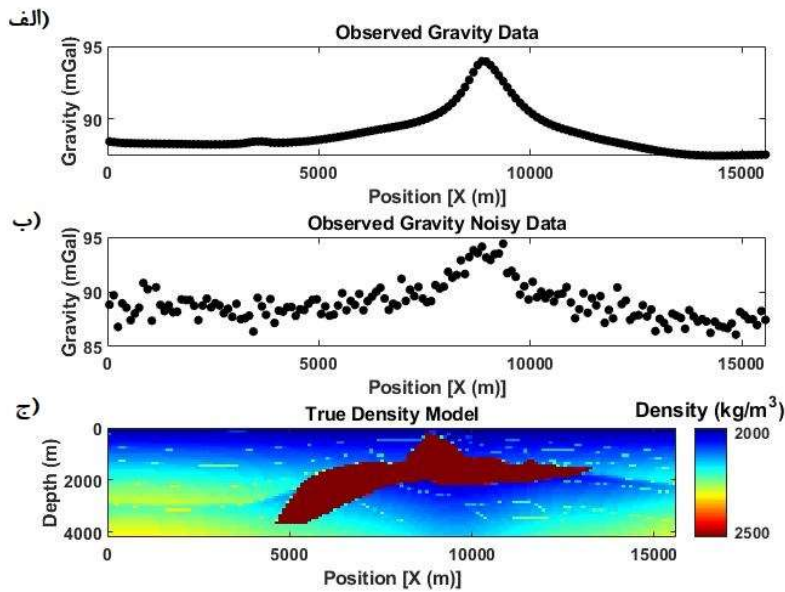 الف)
Observed Gravity Data
Gravity (mGal)
95
90
0
5000
10000
15000
Position [X (m)]
ب)
Observed Gravity Noisy Data
Gravity (mGal)
95
90
85
0
5000
10000
15000
Position [X (m)]
ج)
True Density Model
Density (kg/m³)
Depth (m)
0
2000
4000
2000
2500
0
5000
10000
15000
Position [X (m)]